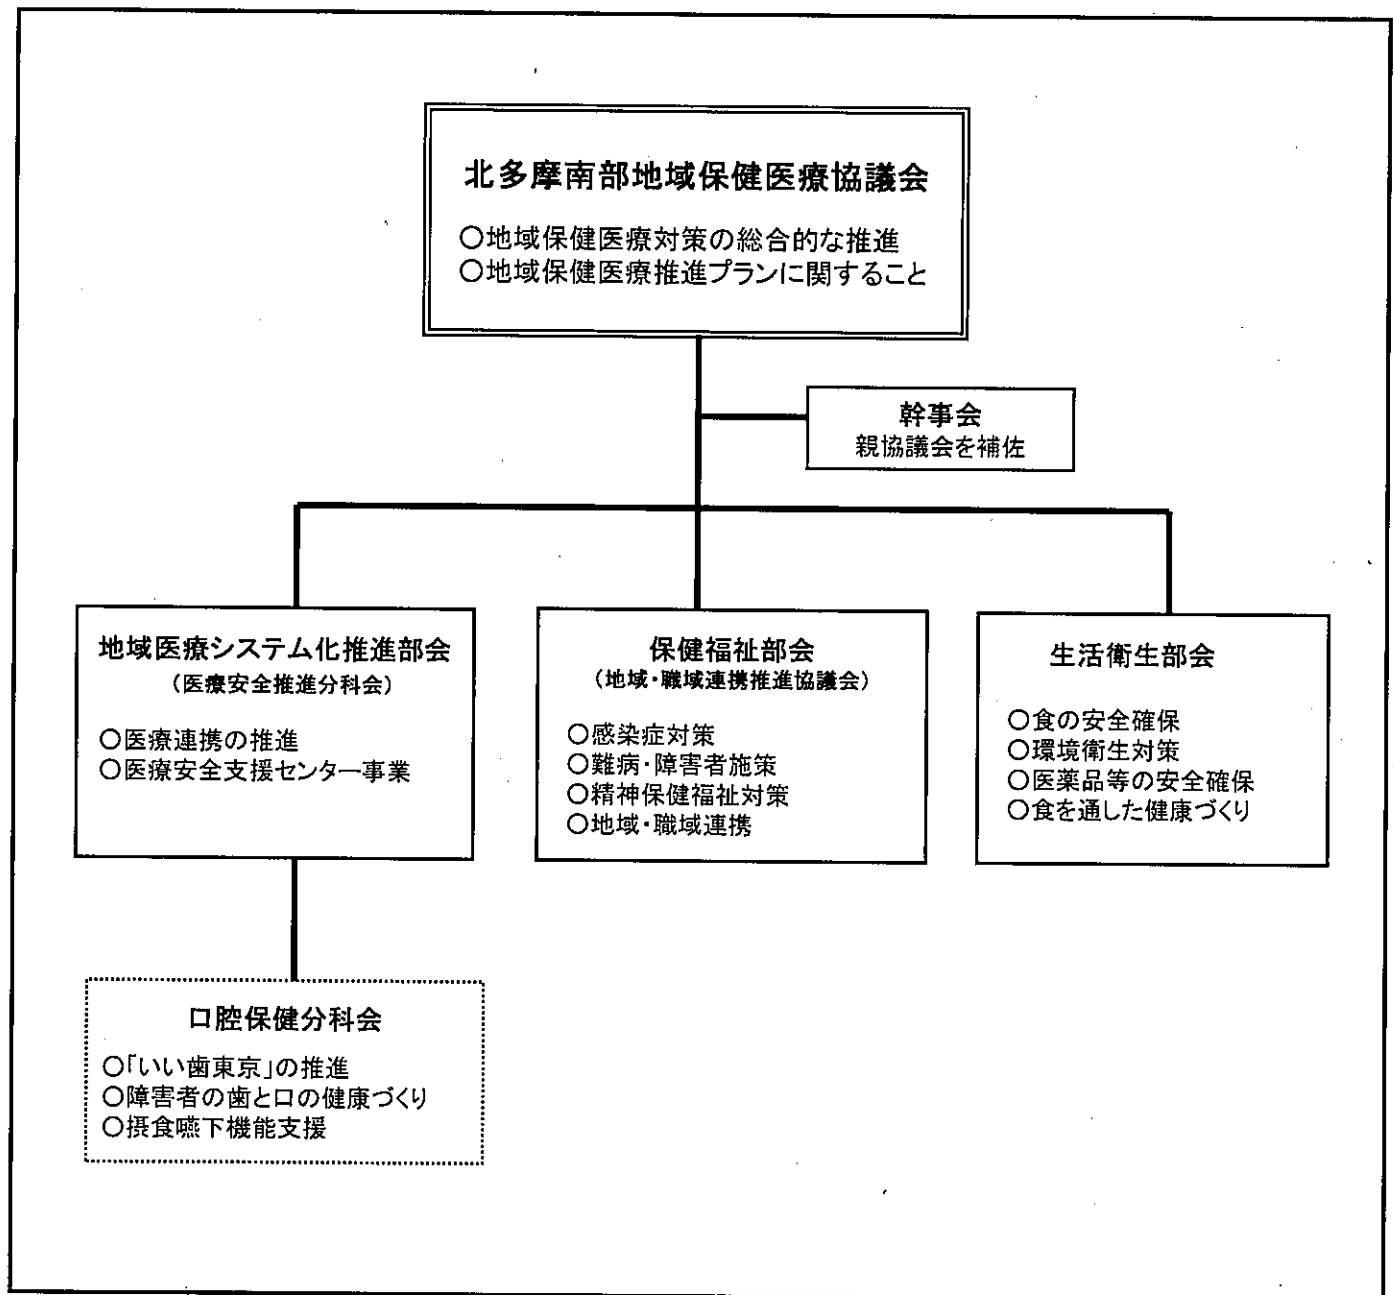 北多摩南部地域保健医療協議会
○地域保健医療対策の総合的な推進
○地域保健医療推進プランに関すること
幹事会
親協議会を補佐
地域医療システム化推進部会
（医療安全推進分科会）
○医療連携の推進
○医療安全支援センター事業
保健福祉部会
（地域・職域連携推進協議会）
○感染症対策
○難病・障害者施策
○精神保健福祉対策
○地域・職域連携
生活衛生部会
○食の安全確保
○環境衛生対策
○医薬品等の安全確保
○食を通した健康づくり
口腔保健分科会
○「いい歯東京」の推進
○障害者の歯と口の健康づくり
○摂食嚥下機能支援